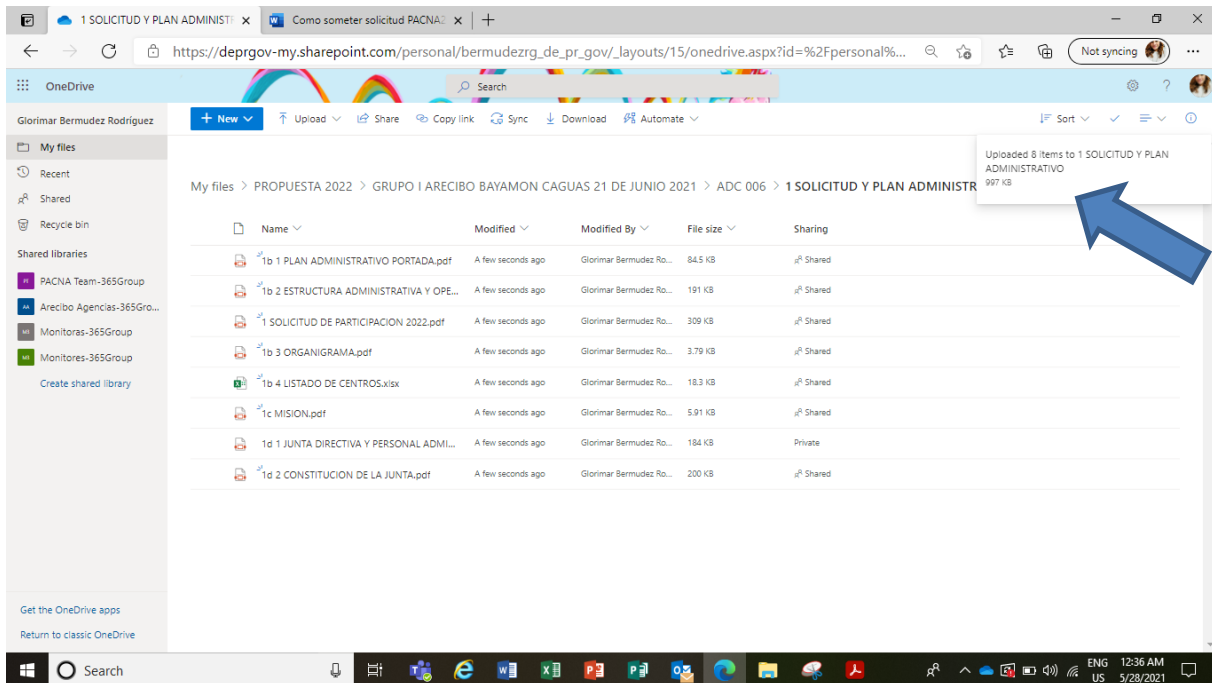 1 SOLICITUD Y PLAN ADMINISTR
Como someter solicitud PACNA2
https://deprgov-my.sharepoint.com/personal/bermudezrg_de_pr_gov/_layouts/15/onedrive.aspx?id=%2Fpersonal%...
Not syncing
OneDrive
Search
Glorimar Bermudez Rodríguez
New
Upload
Share
Copy link
Sync
Download
Automate
Sort
My files
Recent
Shared
Recycle bin
Shared libraries
PACNA Team-365Group
Arecibo Agencias-365Gro...
Monitoras-365Group
Monitores-365Group
Create shared library
Get the OneDrive apps
Return to classic OneDrive
Uploaded 8 items to 1 SOLICITUD Y PLAN
ADMINISTRATIVO
997 KB
My files > PROPUESTA 2022 > GRUPO I ARECIBO BAYAMON CAGUAS 21 DE JUNIO 2021 > ADC 006 > 1 SOLICITUD Y PLAN ADMINISTR
Name Modified Modified By File size Sharing
1b 1 PLAN ADMINISTRATIVO PORTADA.pdf A few seconds ago Glorimar Bermudez Ro... 84.5 KB Shared
1b 2 ESTRUCTURA ADMINISTRATIVA Y OPE... A few seconds ago Glorimar Bermudez Ro... 191 KB Shared
1 SOLICITUD DE PARTICIPACION 2022.pdf A few seconds ago Glorimar Bermudez Ro... 309 KB Shared
1b 3 ORGANIGRAMA.pdf A few seconds ago Glorimar Bermudez Ro... 3.79 KB Shared
1b 4 LISTADO DE CENTROS.xlsx A few seconds ago Glorimar Bermudez Ro... 18.3 KB Shared
1c MISION.pdf A few seconds ago Glorimar Bermudez Ro... 5.91 KB Shared
1d 1 JUNTA DIRECTIVA Y PERSONAL ADMI... A few seconds ago Glorimar Bermudez Ro... 184 KB Private
1d 2 CONSTITUCION DE LA JUNTA.pdf A few seconds ago Glorimar Bermudez Ro... 200 KB Shared
Search
ENG
US
12:36 AM
5/28/2021